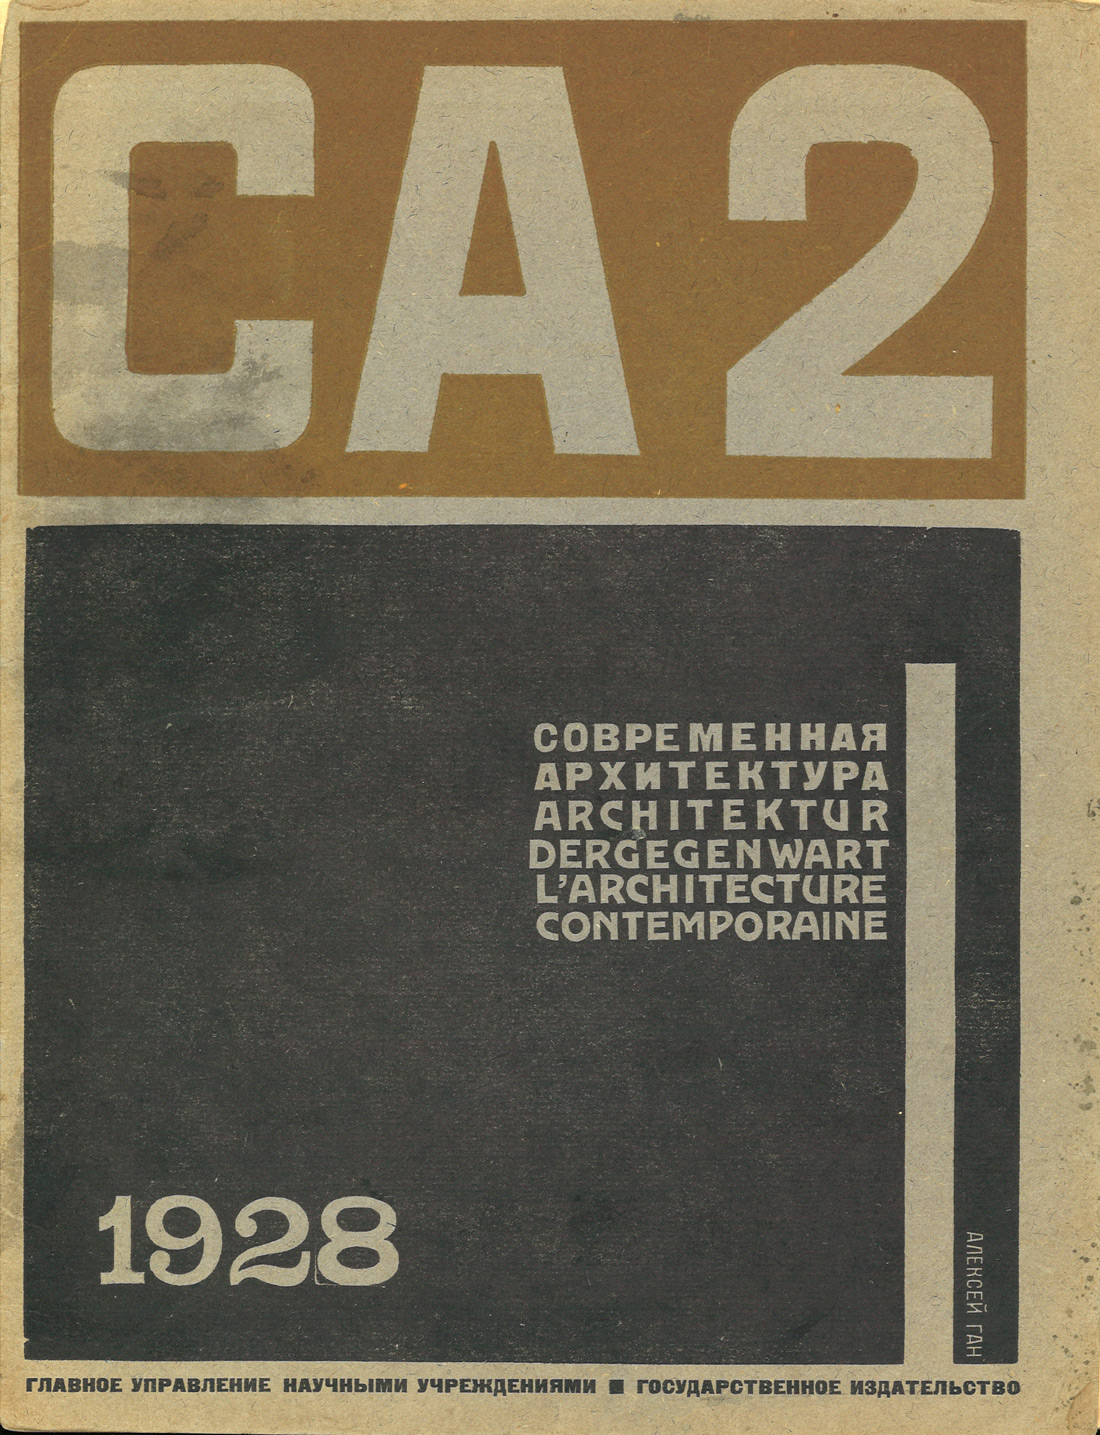 СА2
СОВРЕМЕННАЯ
АРХИТЕКТУРА
ARCHITEKTUR
DERGEGENWART
L'ARCHITECTURE
CONTEMPORAINE
1928
АЛЕКСЕЙ ГАН
ГЛАВНОЕ УПРАВЛЕНИЕ НАУЧНЫМИ УЧРЕЖДЕНИЯМИ ■ ГОСУДАРСТВЕННОЕ ИЗДАТЕЛЬСТВО